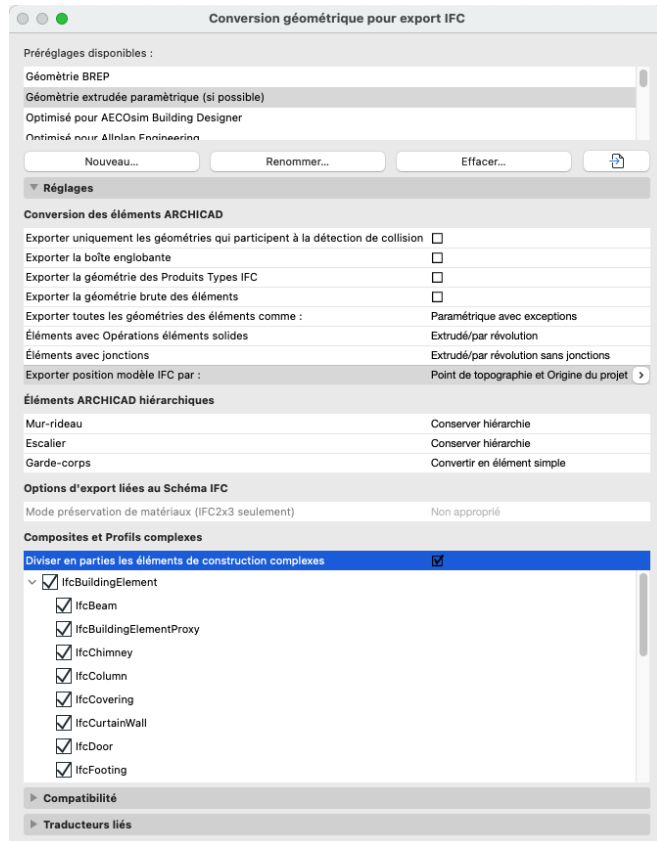 Conversion géométrique pour export IFC
Préréglages disponibles :
Géomètrie BREP
Géomètrie extrudée paramètrique (si possible)
Optimisé pour AECOsim Building Designer
Optimisé pour Allplan Engineering
Nouveau... Renommer... Effacer...
Réglages
Conversion des éléments ARCHICAD
Exporter uniquement les géométries qui participent à la détection de collision
Exporter la boîte englobante
Exporter la géométrie des Produits Types IFC
Exporter la géométrie brute des éléments
Exporter toutes les géométries des éléments comme : Paramétrique avec exceptions
Éléments avec Opérations éléments solides Extrudé/par révolution
Éléments avec jonctions Extrudé/par révolution sans jonctions
Exporter position modèle IFC par : Point de topographie et Origine du projet
Éléments ARCHICAD hiérarchiques
Mur-rideau Conserver hiérarchie
Escalier Conserver hiérarchie
Garde-corps Convertir en élément simple
Options d'export liées au Schéma IFC
Mode préservation de matériaux (IFC2x3 seulement) Non approprié
Composites et Profils complexes
Diviser en parties les éléments de construction complexes
IfcBuildingElement
IfcBeam
IfcBuildingElementProxy
IfcChimney
IfcColumn
IfcCovering
IfcCurtainWall
IfcDoor
IfcFooting
Compatibilité
Traducteurs liés